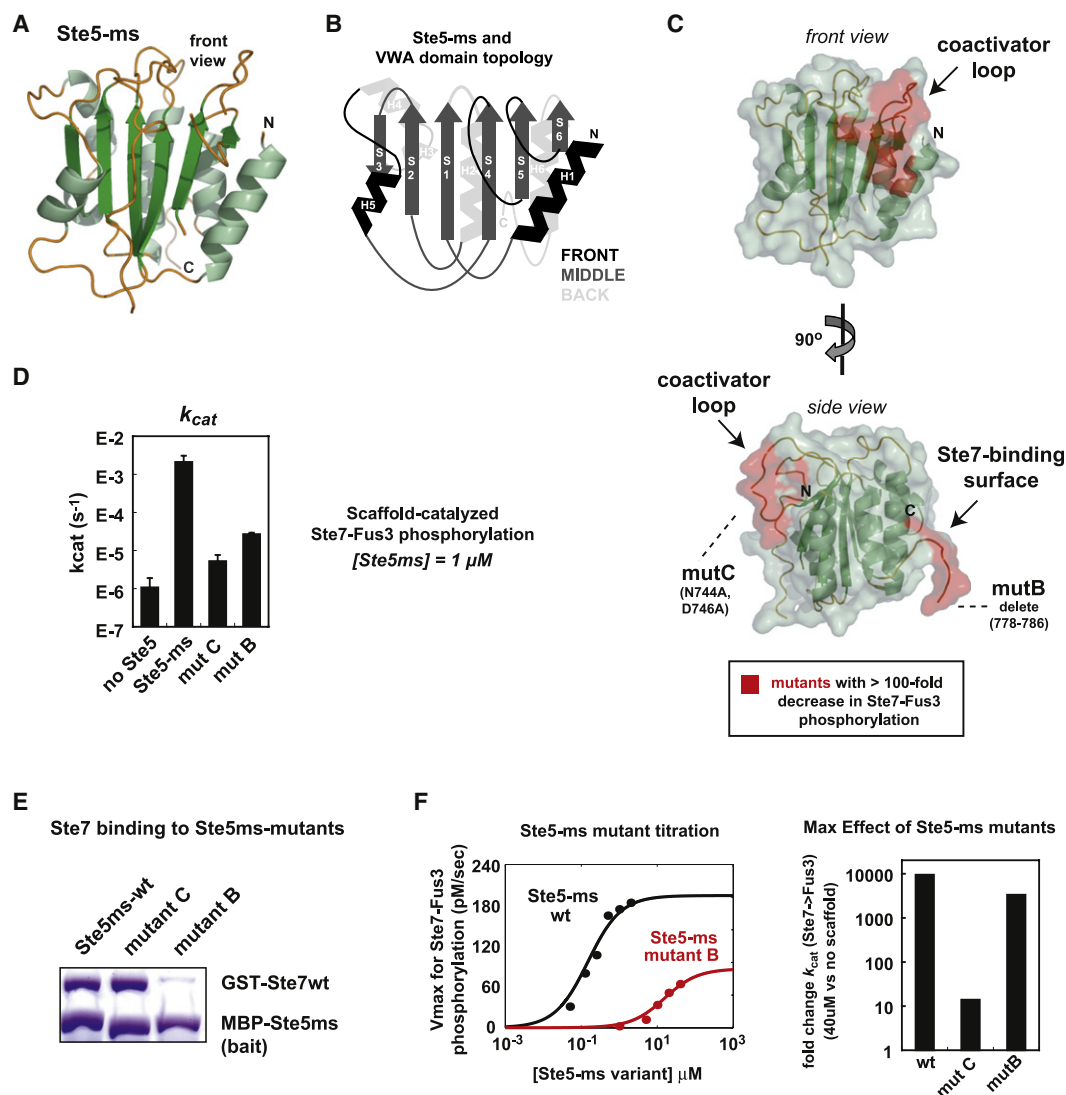 A
Ste5-ms
front
view
N
C
B
Ste5-ms and
VWA domain topology
H4
S3
H3
S2
S1
H2
S4
S5
H6
S6
N
H1
H5
C
FRONT
MIDDLE
BACK
C
front view
coactivator
loop
N
90°
coactivator
loop
side view
Ste7-binding
surface
N
C
mutC
(N744A,
D746A)
mutB
delete
(778-786)
mutants with > 100-fold
decrease in Ste7-Fus3
phosphorylation
D
kcat
E-2
E-3
E-4
E-5
E-6
E-7
kcat (s-1)
no Ste5
Ste5-ms
mut C
mut B
Scaffold-catalyzed
Ste7-Fus3 phosphorylation
[Ste5ms] = 1 µM
E
Ste7 binding to Ste5ms-mutants
Ste5ms-wt
mutant C
mutant B
GST-Ste7wt
MBP-Ste5ms
(bait)
F
Ste5-ms mutant titration
Vmax for Ste7-Fus3
phosphorylation (pM/sec)
240
180
120
60
0
Ste5-ms
wt
Ste5-ms
mutant B
10-3
10-1
101
103
[Ste5-ms variant] µM
Max Effect of Ste5-ms mutants
fold change kcat (Ste7->Fus3)
(40uM vs no scaffold)
10000
1000
100
10
1
wt
mut C
mutB